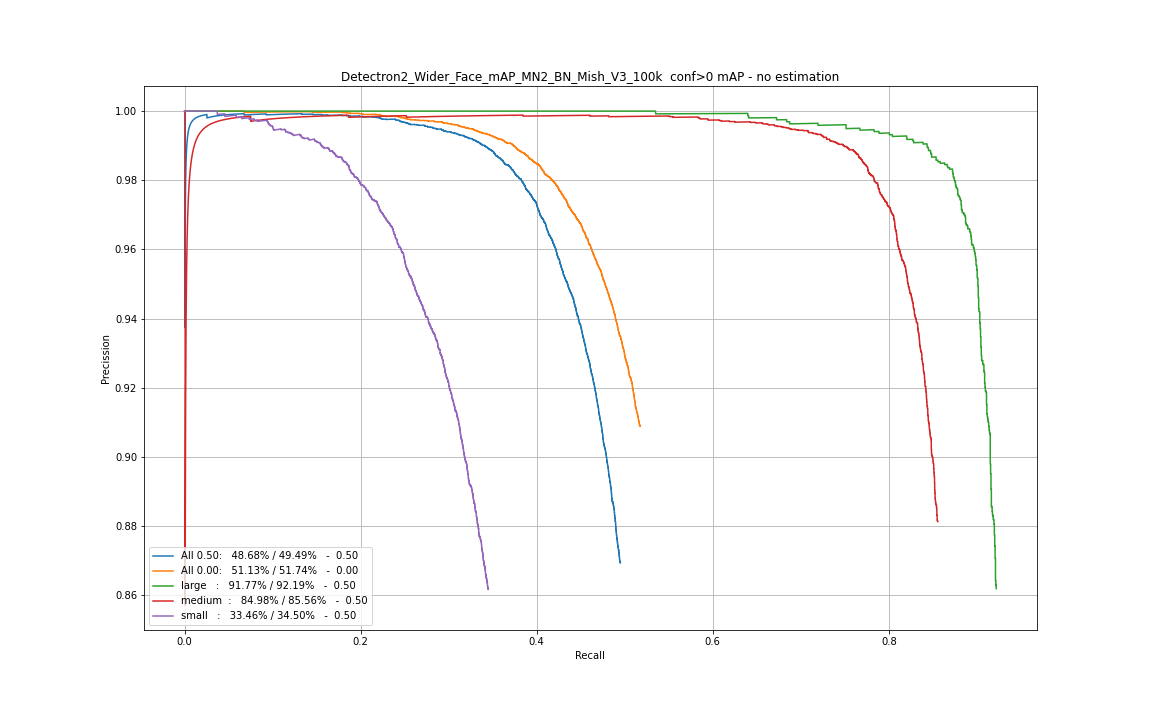 Detectron2_Wider_Face_mAP_MN2_BN_Mish_V3_100k  conf>0 mAP - no estimation
1.00
0.98
0.96
0.94
0.92
0.90
0.88
0.86
Precission
All 0.50:   48.68% / 49.49%   -  0.50
All 0.00:   51.13% / 51.74%   -  0.00
large   :   91.77% / 92.19%   -  0.50
medium  :   84.98% / 85.56%   -  0.50
small   :   33.46% / 34.50%   -  0.50
0.0 0.2 0.4 0.6 0.8
Recall